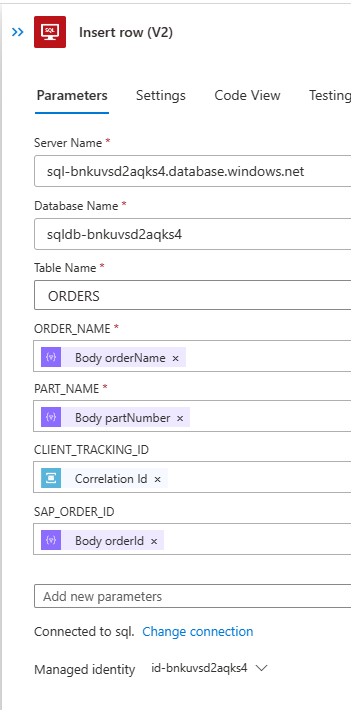 SQL
Insert row (V2)
Parameters Settings Code View Testing
Server Name *
sql-bnkuvsd2aqks4.database.windows.net
Database Name *
sqldb-bnkuvsd2aqks4
Table Name *
ORDERS
ORDER_NAME *
{v} Body orderName ×
PART_NAME *
{v} Body partNumber ×
CLIENT_TRACKING_ID
Correlation Id ×
SAP_ORDER_ID
{v} Body orderId ×
Add new parameters
Connected to sql. Change connection
Managed identity id-bnkuvsd2aqks4